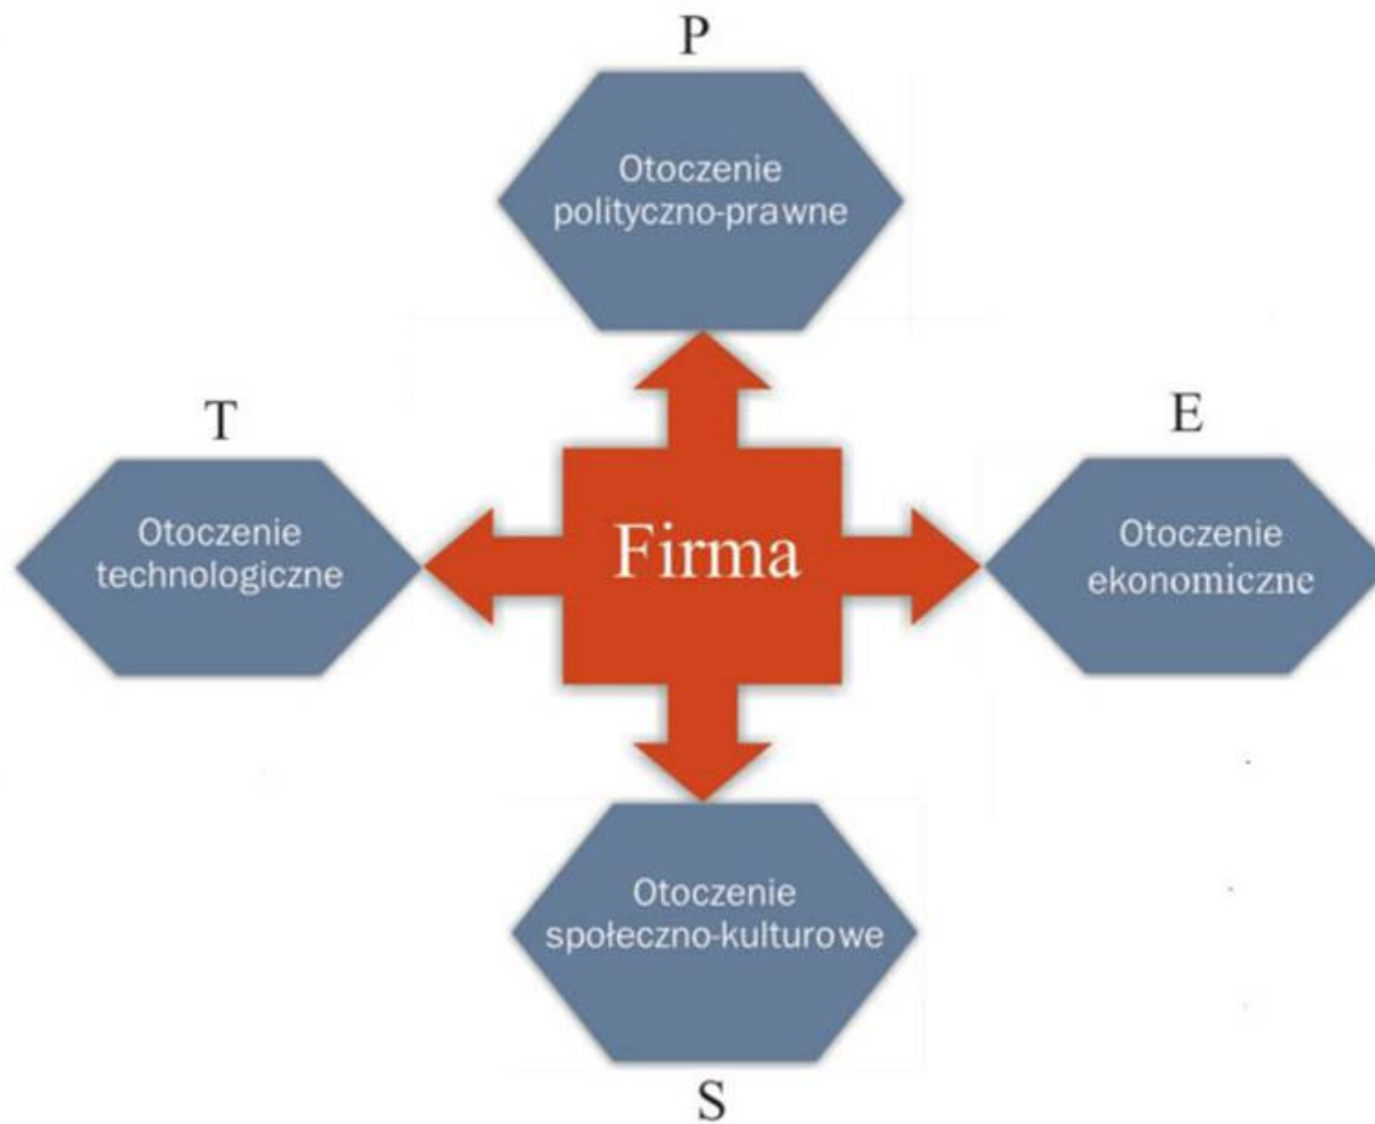 P
Otoczenie
polityczno-prawne
T
Otoczenie
technologiczne
Firma
E
Otoczenie
ekonomiczne
Otoczenie
społeczno-kulturowe
S